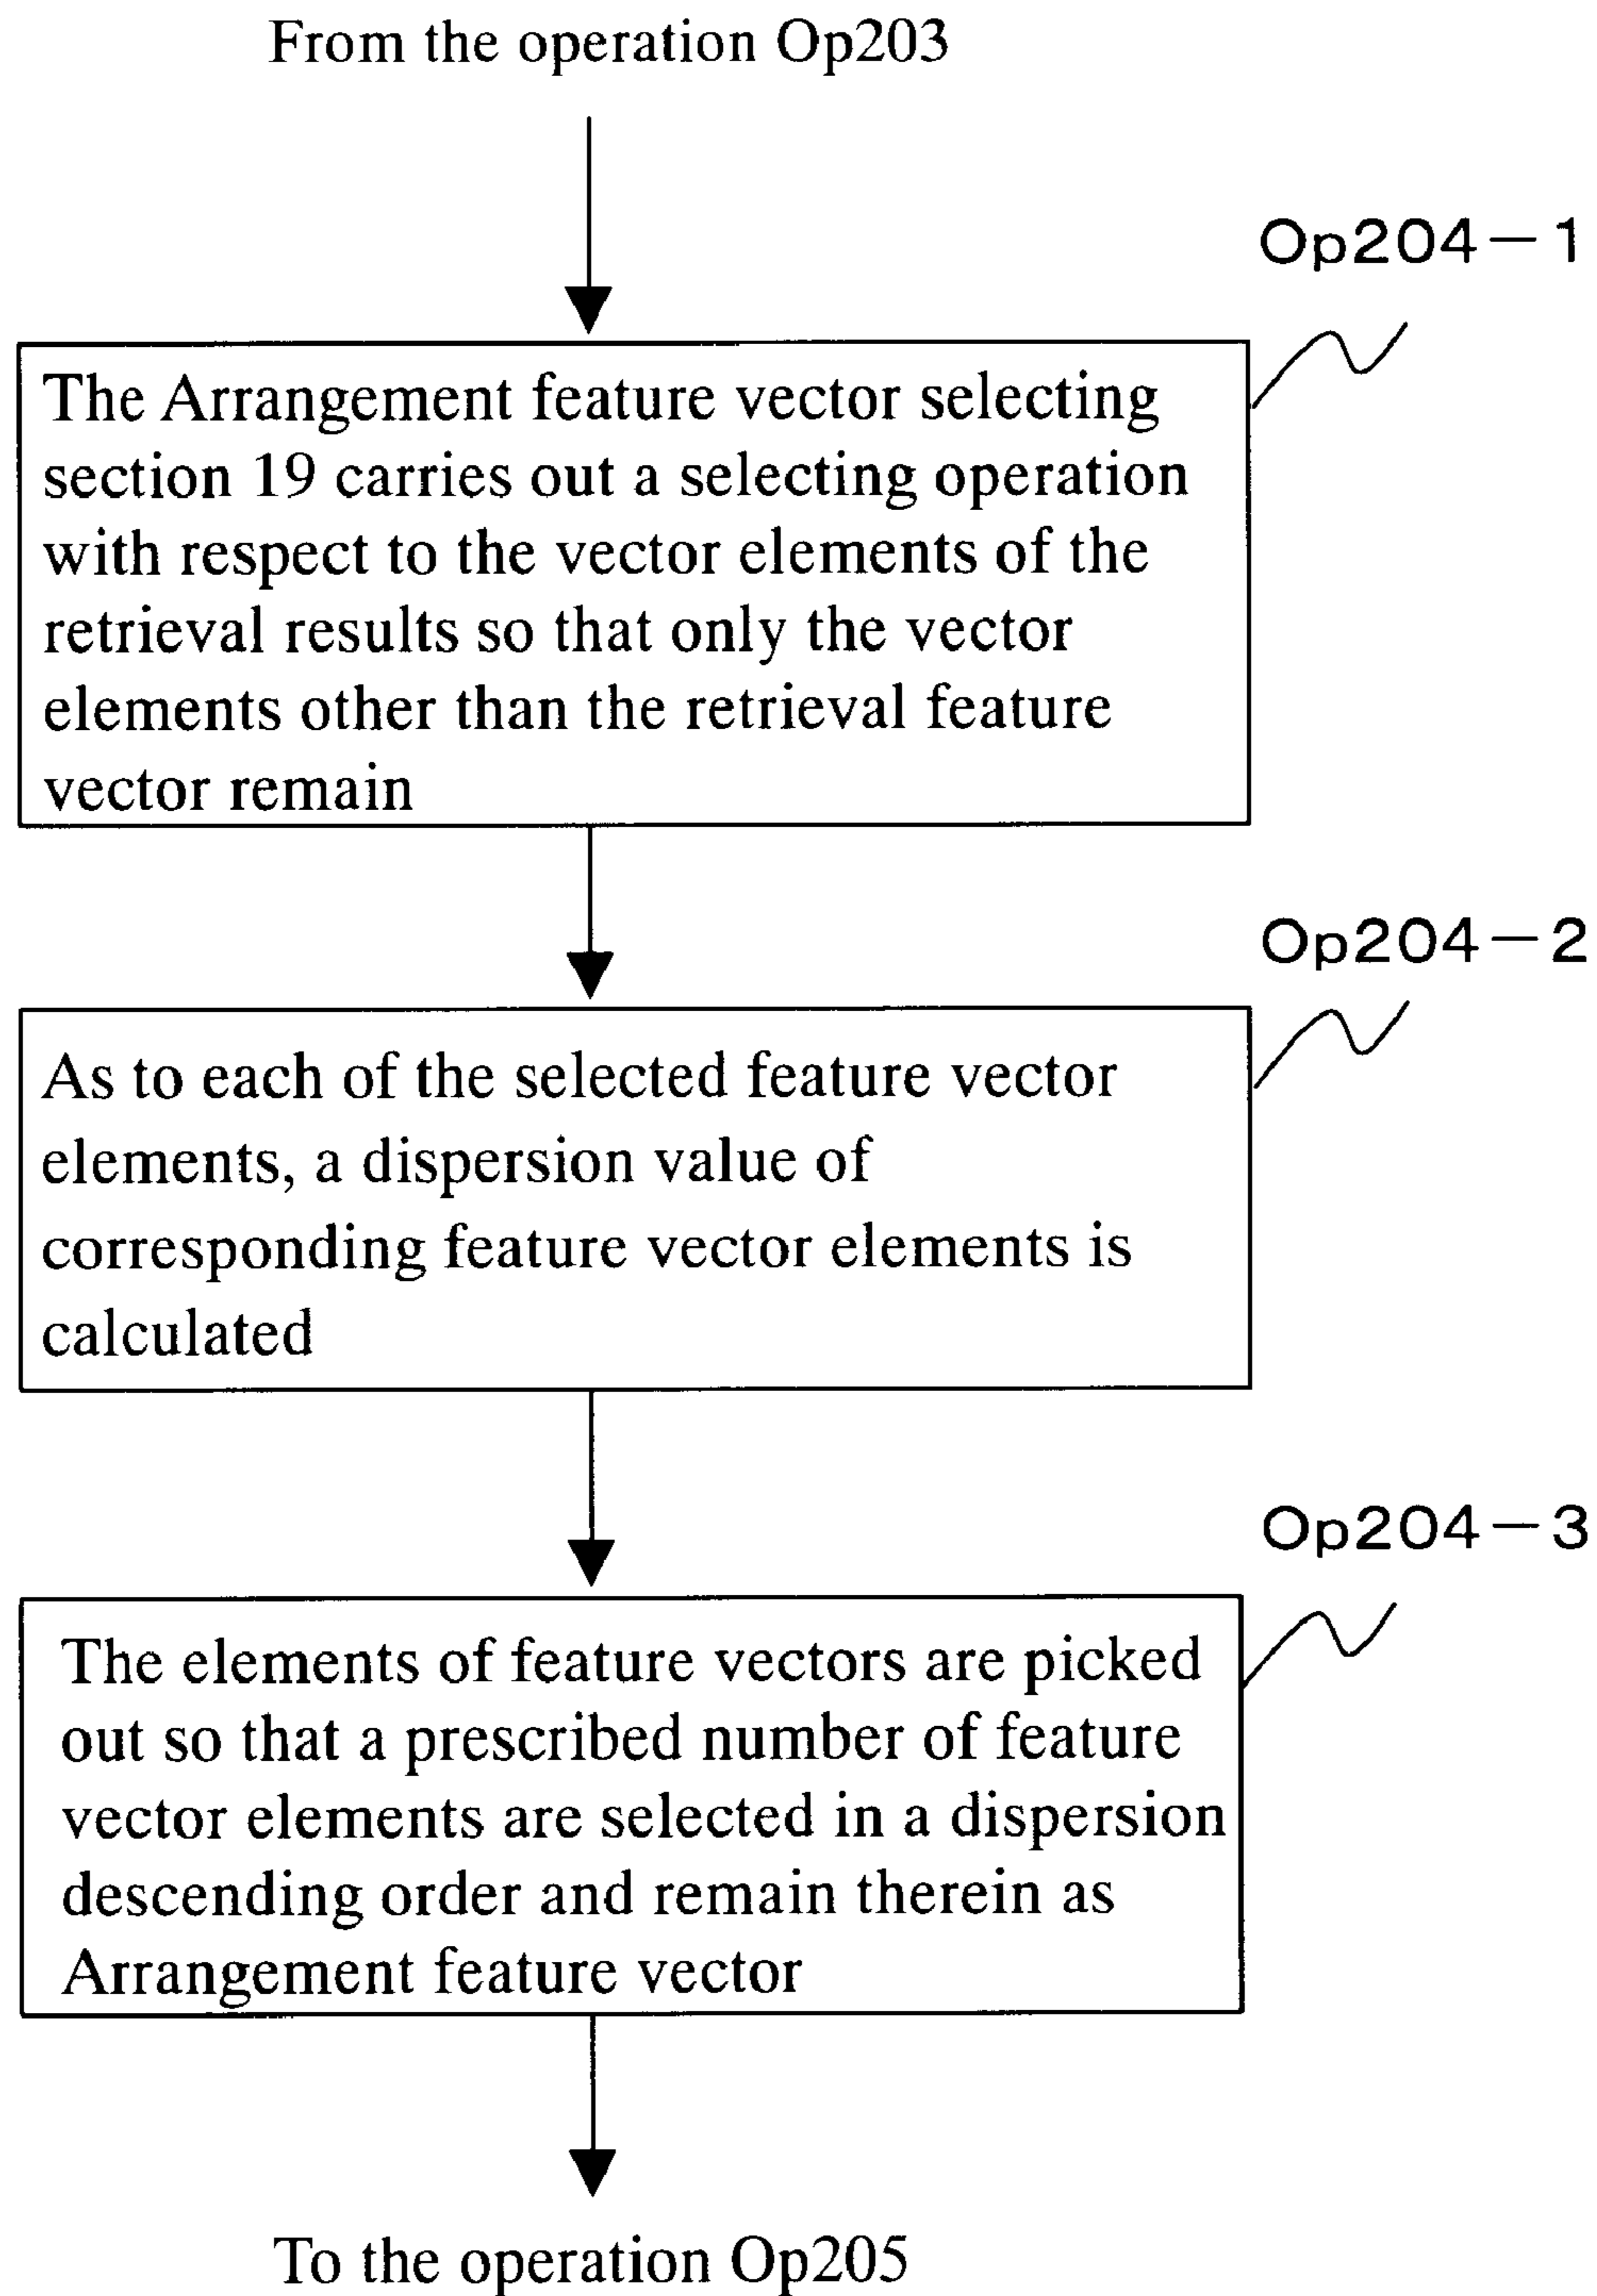 From the operation Op203
Op204-1
The Arrangement feature vector selecting
section 19 carries out a selecting operation
with respect to the vector elements of the
retrieval results so that only the vector
elements other than the retrieval feature
vector remain
Op204-2
As to each of the selected feature vector
elements, a dispersion value of
corresponding feature vector elements is
calculated
Op204-3
The elements of feature vectors are picked
out so that a prescribed number of feature
vector elements are selected in a dispersion
descending order and remain therein as
Arrangement feature vector
To the operation Op205